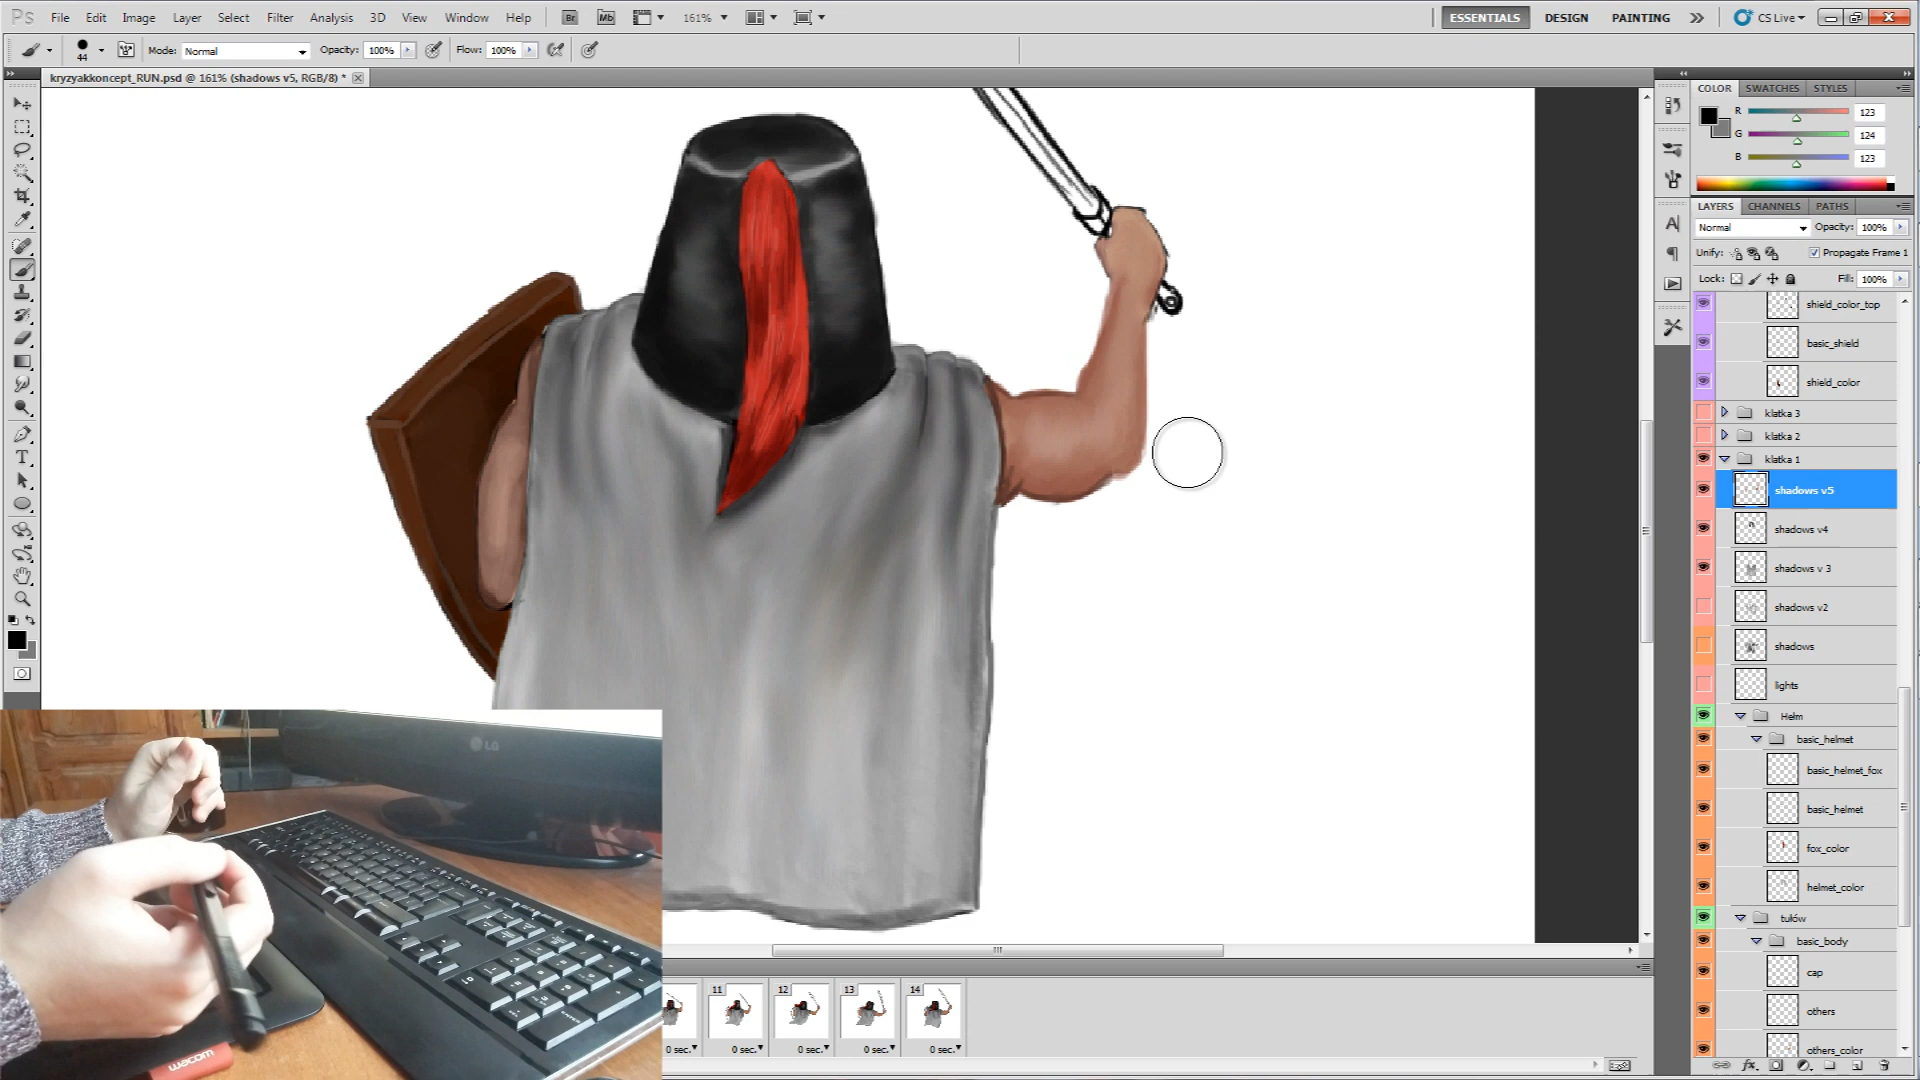 Ps File Edit Image Layer Select Filter Analysis 3D View Window Help Br Mb 161% ESSENTIALS DESIGN PAINTING CS Live
44 Mode: Normal Opacity: 100% Flow: 100%
kryzyakkoncept_RUN.psd @ 161% (shadows v5, RGB/8) *
COLOR SWATCHES STYLES
R 123
G 124
B 123
LAYERS CHANNELS PATHS
Normal Opacity: 100%
Unify: Propagate Frame 1
Lock: Fill: 100%
shield_color_top
basic_shield
shield_color
klatka 3
klatka 2
klatka 1
shadows v5
shadows v4
shadows v 3
shadows v2
shadows
lights
Helm
basic_helmet
basic_helmet_fox
basic_helmet
fox_color
helmet_color
tułów
basic_body
cap
others
others_color
LG
wacom
11 12 13 14
0 sec. 0 sec. 0 sec. 0 sec. 0 sec.